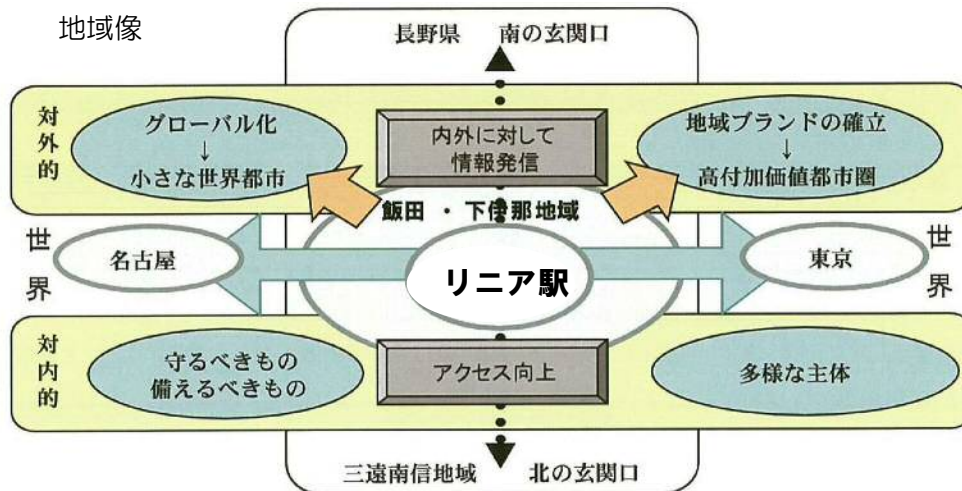 地域像
長野県 南の玄関口
対外的
グローバル化
↓
小さな世界都市
内外に対して
情報発信
地域ブランドの確立
↓
高付加価値都市圏
飯田・下伊那地域
世界
名古屋
リニア駅
東京
世界
対内的
守るべきもの
備えるべきもの
アクセス向上
多様な主体
三遠南信地域 北の玄関口